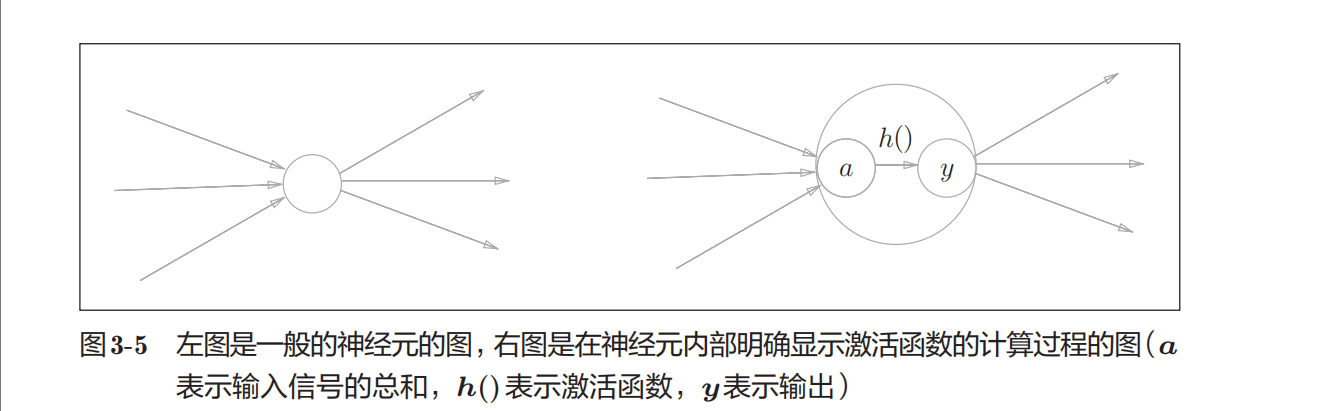 h()
a
y
图3-5 左图是一般的神经元的图，右图是在神经元内部明确显示激活函数的计算过程的图（a
表示输入信号的总和，h()表示激活函数，y表示输出）